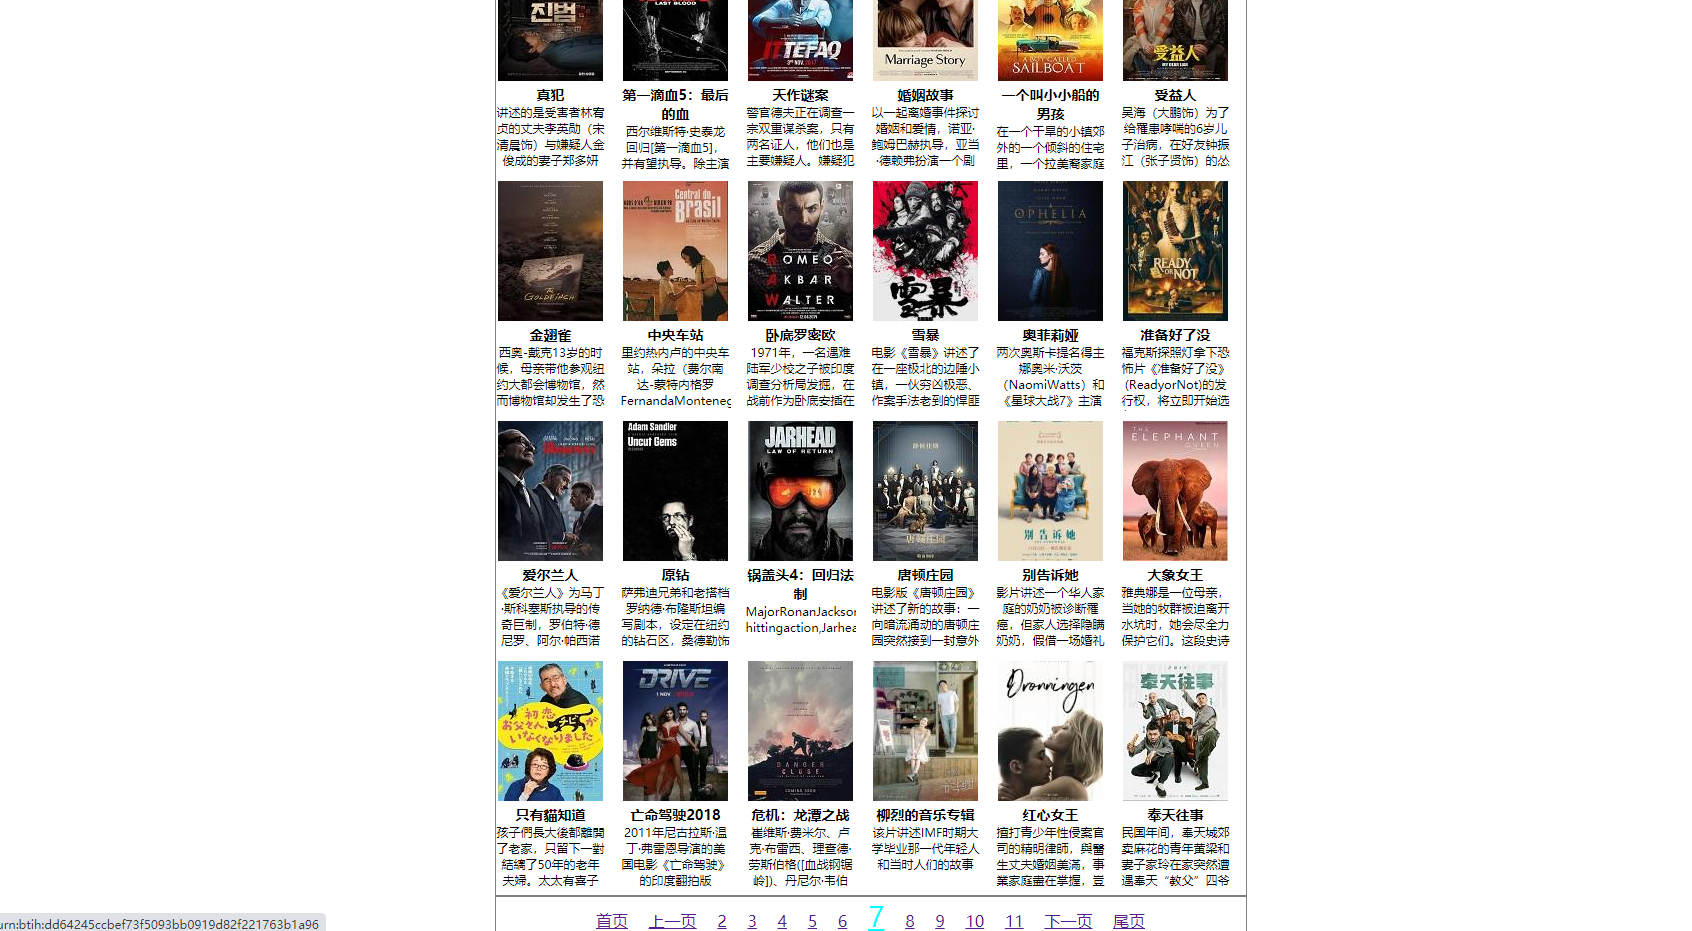 진범
LAST BLOOD
ITTEFAQ
3RD NOV. 2017
Marriage Story
A BOY CALLED
SAILBOAT
受益人
MY DEAR LIAR
真犯
第一滴血5：最后
的血
天作谜案
婚姻故事
一个叫小小船的
男孩
受益人
讲述的是受害者林宥
贞的丈夫李英勋（宋
清晨饰）与嫌疑人金
俊成的妻子郑多妍
西尔维斯特·史泰龙
回归[第一滴血5]，
并有望执导。除主演
警官德夫正在调查一
宗双重谋杀案，只有
两名证人，他们也是
主要嫌疑人。嫌疑犯
以一起离婚事件探讨
婚姻和爱情，诺亚·
鲍姆巴赫执导，亚当
·德赖弗扮演一个剧
在一个干旱的小镇郊
外的一个倾斜的住宅
里，一个拉美裔家庭
吴海（大鹏饰）为了
给罹患哮喘的6岁儿
子治病，在好友钟振
江（张子贤饰）的怂
The
GOLDFINCH
Central do
Brasil
ROMEO
AKBAR
WALTER
雪暴
OPHELIA
READY
OR NOT
金翅雀
中央车站
卧底罗密欧
雪暴
奥菲莉娅
准备好了没
西奥-戴克13岁的时
候，母亲带他参观纽
约大都会博物馆，然
而博物馆却发生了恐
里约热内卢的中央车
站，朵拉（费尔南
达-蒙特内格罗
FernandaMonteneg
1971年，一名遇难
陆军少校之子被印度
调查分析局发掘，在
战前作为卧底安插在
电影《雪暴》讲述了
在一座极北的边陲小
镇，一伙穷凶极恶、
作案手法老到的悍匪
两次奥斯卡提名得主
娜奥米·沃茨
（NaomiWatts）和
《星球大战7》主演
福克斯探照灯拿下恐
怖片《准备好了没》
(ReadyorNot)的发
行权，将立即开始选
Adam Sandler
Uncut Gems
JARHEAD
LAW OF RETURN
静候佳期
唐顿庄园
别告诉她
THE
ELEPHANT
QUEEN
爱尔兰人
原钻
锅盖头4：回归法
制
唐顿庄园
别告诉她
大象女王
《爱尔兰人》为马丁
·斯科塞斯执导的传
奇巨制，罗伯特·德
尼罗、阿尔·帕西诺
萨弗迪兄弟和老搭档
罗纳德·布隆斯坦编
写剧本，设定在纽约
的钻石区，桑德勒饰
MajorRonanJackson
hittingaction,Jarhea
电影版《唐顿庄园》
讲述了新的故事：一
向暗流涌动的唐顿庄
园突然接到一封意外
影片讲述一个华人家
庭的奶奶被诊断罹
癌，但家人选择隐瞒
奶奶，假借一场婚礼
雅典娜是一位母亲，
当她的牧群被迫离开
水坑时，她会尽全力
保护它们。这段史诗
初恋
お父さん、チビが
いなくなりました
DRIVE
1 NOV
DANGER
CLOSE
COMING SOON
Dronningen
奉天往事
只有貓知道
亡命驾驶2018
危机：龙潭之战
柳烈的音乐专辑
红心女王
奉天往事
孩子們長大後都離開
了老家，只留下一對
結縭了50年的老年
夫婦。太太有喜子
2011年尼古拉斯·温
丁·弗雷恩导演的美
国电影《亡命驾驶》
的印度翻拍版
崔维斯·费米尔、卢
克·布雷西、理查德·
劳斯伯格([血战钢锯
岭])、丹尼尔·韦伯
该片讲述IMF时期大
学毕业那一代年轻人
和当时人们的故事
擅打青少年性侵案官
司的精明律師，與醫
生丈夫婚姻美滿，事
業家庭盡在掌握，豈
民国年间，奉天城郊
卖麻花的青年黄梁和
妻子家玲在家突然遭
遇奉天“教父”四爷
首页 上一页 2 3 4 5 6 7 8 9 10 11 下一页 尾页
urn:btih:dd64245ccbef73f5093bb0919d82f221763b1a96